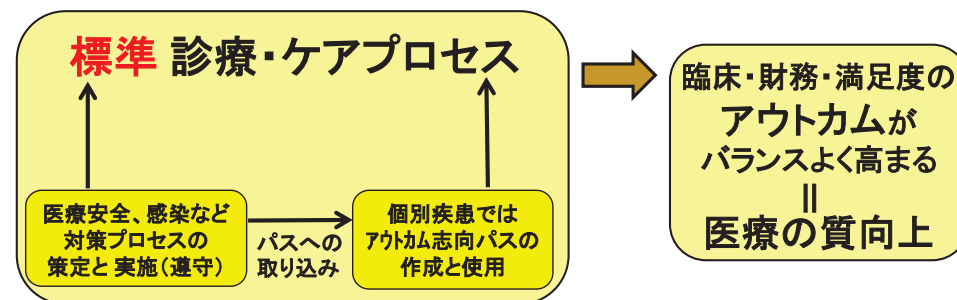 標準 診療・ケアプロセス
医療安全、感染など
対策プロセスの
策定と 実施(遵守)
パスへの
取り込み
個別疾患では
アウトカム志向パスの
作成と使用
臨床・財務・満足度の
アウトカムが
バランスよく高まる
||
医療の質向上